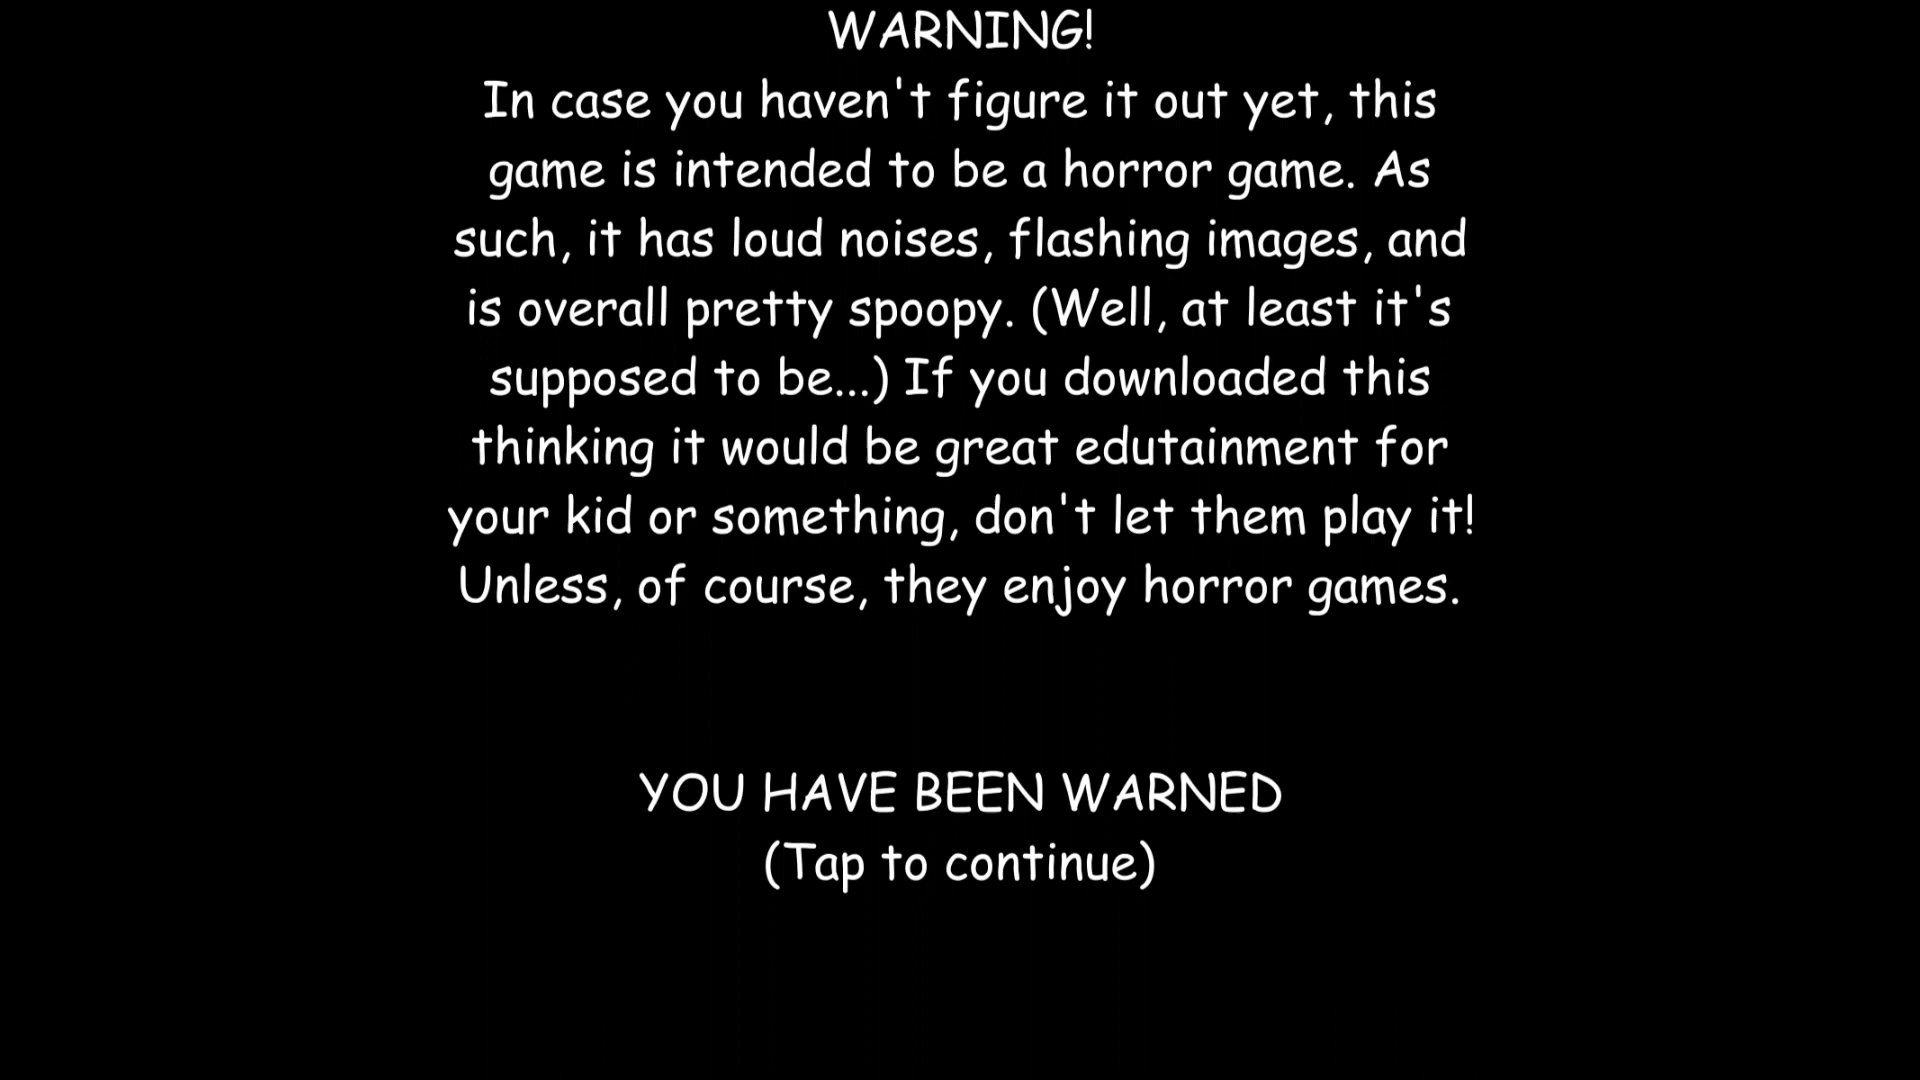 WARNING!
In case you haven't figure it out yet, this
game is intended to be a horror game. As
such, it has loud noises, flashing images, and
is overall pretty spoopy. (Well, at least it's
supposed to be...) If you downloaded this
thinking it would be great edutainment for
your kid or something, don't let them play it!
Unless, of course, they enjoy horror games.
YOU HAVE BEEN WARNED
(Tap to continue)